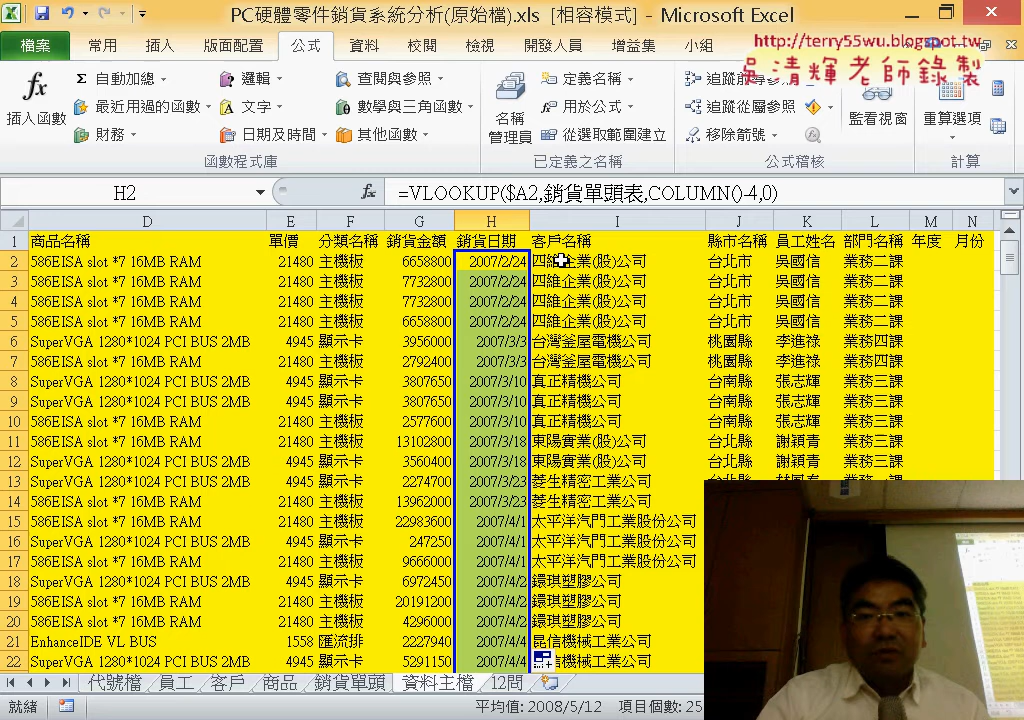 PC硬體零件銷貨系統分析(原始檔).xls [相容模式] - Microsoft Excel
檔案 常用 插入 版面配置 公式 資料 校閱 檢視 開發人員 增益集 小組
http://terry55wu.blogspot.tw
吳清輝老師錄製
fx 插入函數
Σ 自動加總 最近用過的函數 財務
邏輯 文字 日期及時間
查閱與參照 數學與三角函數 其他函數
函數程式庫
名稱管理員 定義名稱 用於公式 從選取範圍建立
已定義之名稱
追蹤從屬參照 移除箭號 監看視窗
公式稽核
重算選項
計算
H2 fx =VLOOKUP($A2,銷貨單頭表,COLUMN()-4,0)
D E F G H I J K L M N
1 商品名稱 單價 分類名稱 銷貨金額 銷貨日期 客戶名稱 縣市名稱 員工姓名 部門名稱 年度 月份
2 586EISA slot *7 16MB RAM 21480 主機板 6658800 2007/2/24 四維企業(股)公司 台北市 吳國信 業務二課
3 586EISA slot *7 16MB RAM 21480 主機板 7732800 2007/2/24 四維企業(股)公司 台北市 吳國信 業務二課
4 586EISA slot *7 16MB RAM 21480 主機板 7732800 2007/2/24 四維企業(股)公司 台北市 吳國信 業務二課
5 586EISA slot *7 16MB RAM 21480 主機板 6658800 2007/2/24 四維企業(股)公司 台北市 吳國信 業務二課
6 SuperVGA 1280*1024 PCI BUS 2MB 4945 顯示卡 3956000 2007/3/3 台灣釜屋電機公司 桃園縣 李進祿 業務四課
7 586EISA slot *7 16MB RAM 21480 主機板 2792400 2007/3/3 台灣釜屋電機公司 桃園縣 李進祿 業務四課
8 SuperVGA 1280*1024 PCI BUS 2MB 4945 顯示卡 3807650 2007/3/10 真正精機公司 台南縣 張志輝 業務三課
9 SuperVGA 1280*1024 PCI BUS 2MB 4945 顯示卡 3807650 2007/3/10 真正精機公司 台南縣 張志輝 業務三課
10 586EISA slot *7 16MB RAM 21480 主機板 2577600 2007/3/10 真正精機公司 台南縣 張志輝 業務三課
11 586EISA slot *7 16MB RAM 21480 主機板 13102800 2007/3/18 東陽實業(股)公司 台北縣 謝穎青 業務三課
12 SuperVGA 1280*1024 PCI BUS 2MB 4945 顯示卡 3560400 2007/3/18 東陽實業(股)公司 台北縣 謝穎青 業務三課
13 SuperVGA 1280*1024 PCI BUS 2MB 4945 顯示卡 2274700 2007/3/23 菱生精密工業公司
14 586EISA slot *7 16MB RAM 21480 主機板 13962000 2007/3/23 菱生精密工業公司
15 586EISA slot *7 16MB RAM 21480 主機板 22983600 2007/4/1 太平洋汽門工業股份公司
16 SuperVGA 1280*1024 PCI BUS 2MB 4945 顯示卡 247250 2007/4/1 太平洋汽門工業股份公司
17 586EISA slot *7 16MB RAM 21480 主機板 9666000 2007/4/1 太平洋汽門工業股份公司
18 SuperVGA 1280*1024 PCI BUS 2MB 4945 顯示卡 6972450 2007/4/2 鐶琪塑膠公司
19 586EISA slot *7 16MB RAM 21480 主機板 20191200 2007/4/2 鐶琪塑膠公司
20 586EISA slot *7 16MB RAM 21480 主機板 4296000 2007/4/2 鐶琪塑膠公司
21 EnhanceIDE VL BUS 1558 匯流排 2227940 2007/4/4 昆信機械工業公司
22 SuperVGA 1280*1024 PCI BUS 2MB 4945 顯示卡 5291150 2007/4/4 信機械工業公司
代號檔 員工 客戶 商品 銷貨單頭 資料主檔 12問
就緒 平均值: 2008/5/12 項目個數: 25